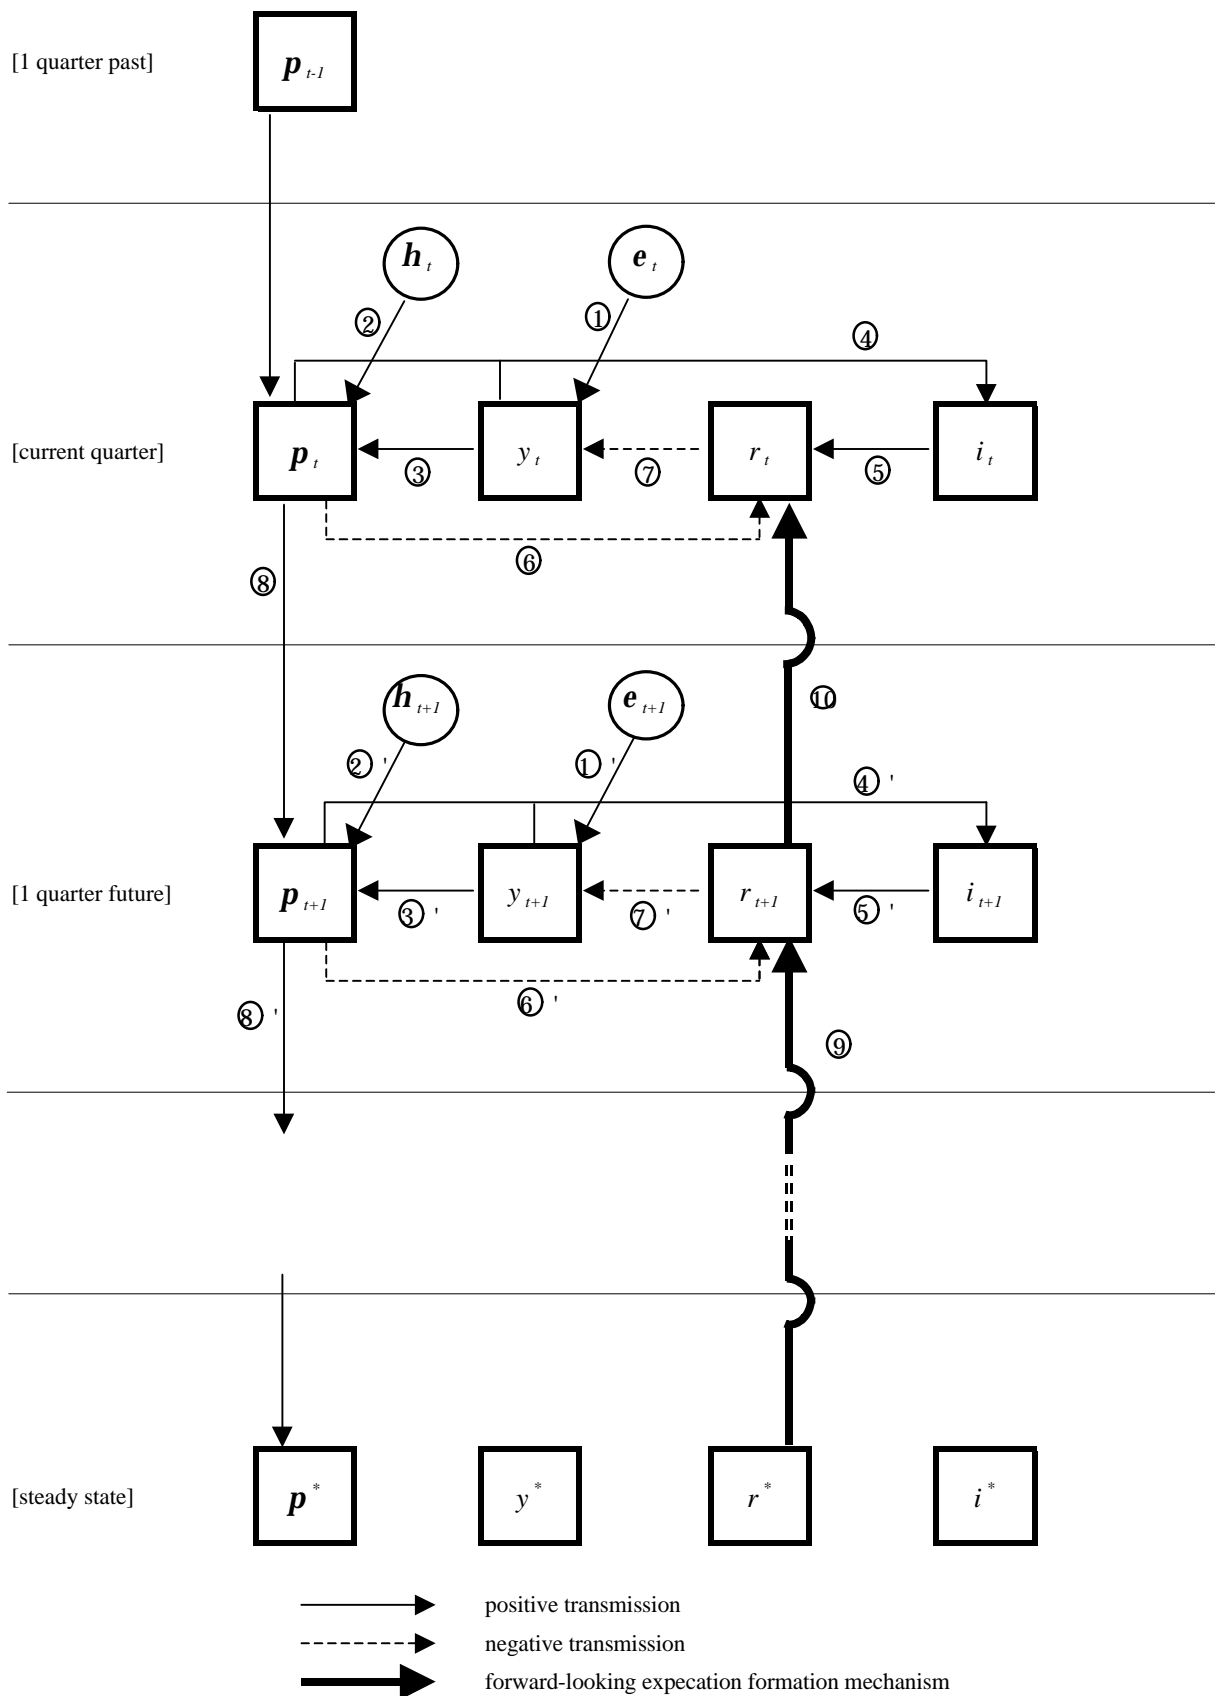 [1 quarter past]
p t-1
h t
e t
②
①
④
[current quarter]
p t
y t
r t
i t
③
⑦
⑤
⑥
⑧
h t+1
e t+1
⑩
② '
① '
④ '
[1 quarter future]
p t+1
y t+1
r t+1
i t+1
③ '
⑦ '
⑤ '
⑥ '
⑧ '
⑨
[steady state]
p *
y *
r *
i *
positive transmission
negative transmission
forward-looking expecation formation mechanism